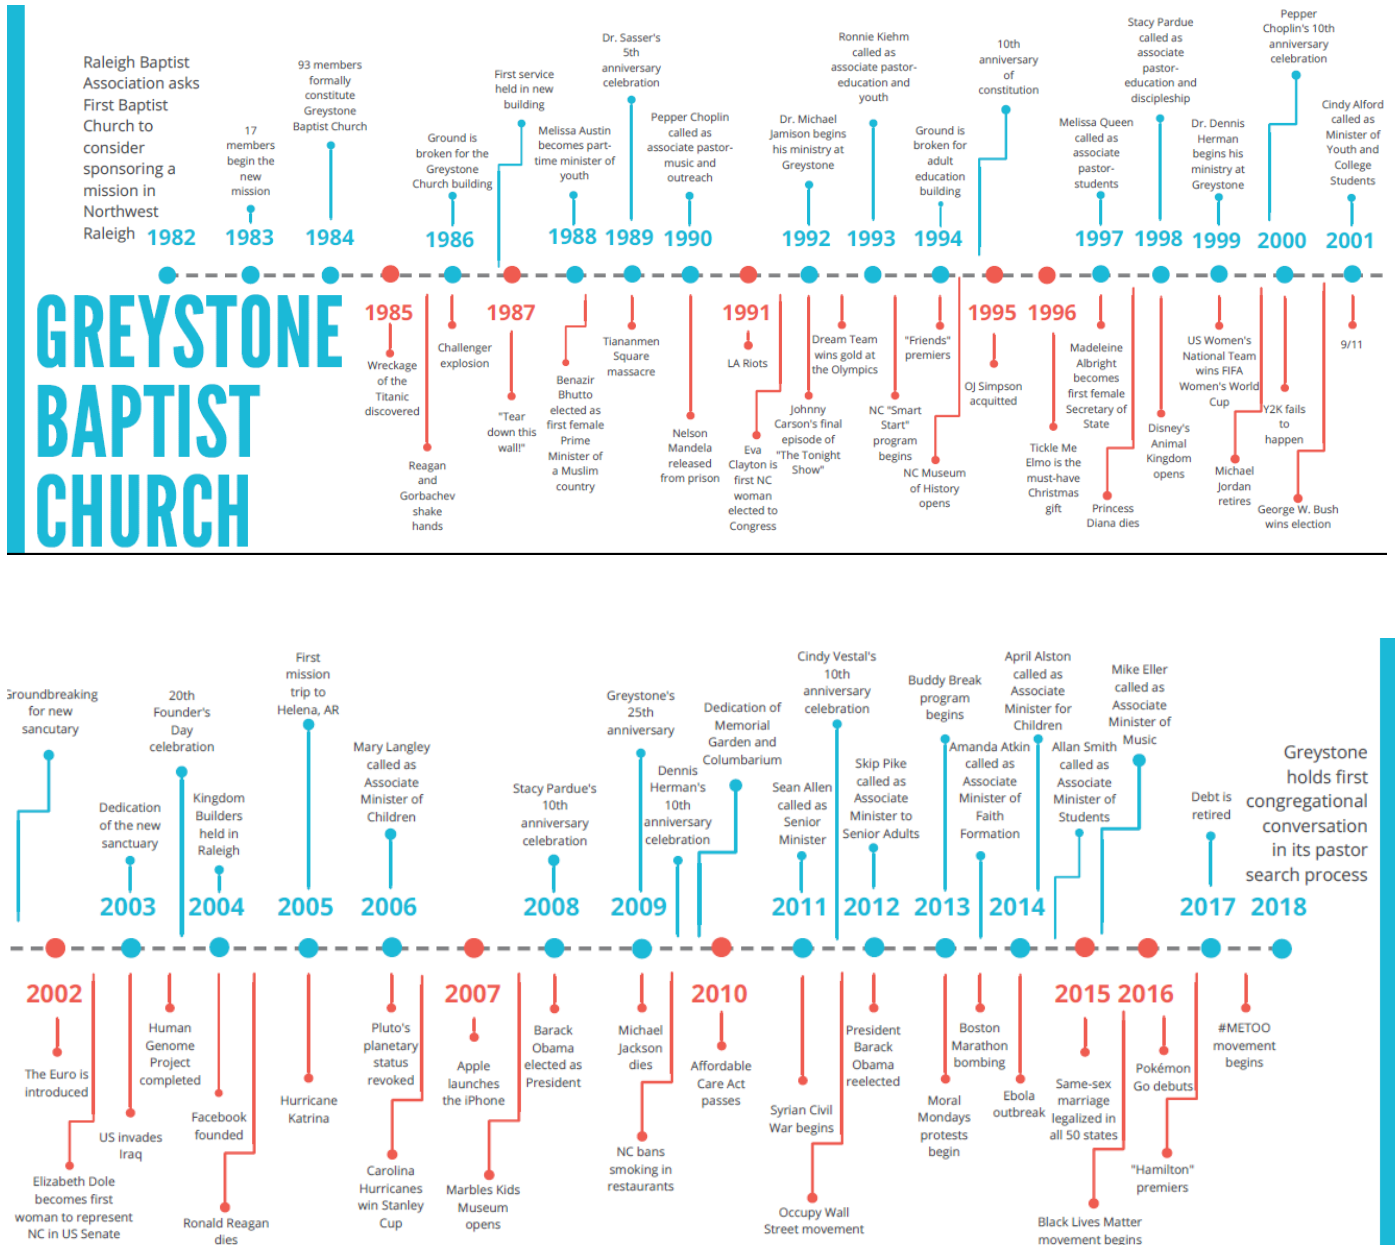 Raleigh Baptist
Association asks
First Baptist
Church to
consider
sponsoring a
mission in
Northwest
Raleigh
17
members
begin the
new
mission
93 members
formally
constitute
Greystone
Baptist Church
Ground is
broken for the
Greystone
Church building
First service
held in new
building
Melissa Austin
becomes part-
time minister of
youth
Dr. Sasser's
5th
anniversary
celebration
Pepper Choplin
called as
associate pastor-
music and
outreach
Dr. Michael
Jamison begins
his ministry at
Greystone
Ronnie Kiehm
called as
associate pastor-
education and
youth
Ground is
broken for
adult
education
building
10th
anniversary
of
constitution
Melissa Queen
called as
associate
pastor-
students
Stacy Pardue
called as
associate
pastor-
education and
discipleship
Dr. Dennis
Herman
begins his
ministry at
Greystone
Pepper
Choplin's 10th
anniversary
celebration
Cindy Alford
called as
Minister of
Youth and
College
Students
1982 1983 1984 1986 1988 1989 1990 1992 1993 1994 1997 1998 1999 2000 2001
GREYSTONE
BAPTIST
CHURCH
1985 1987 1991 1995 1996
Wreckage
of the
Titanic
discovered
Reagan
and
Gorbachev
shake
hands
Challenger
explosion
"Tear
down this
wall!"
Benazir
Bhutto
elected as
first female
Prime
Minister of
a Muslim
country
Tiananmen
Square
massacre
Nelson
Mandela
released
from prison
LA Riots
Eva
Clayton is
first NC
woman
elected to
Congress
Johnny
Carson's final
episode of
"The Tonight
Show"
Dream Team
wins gold at
the Olympics
NC "Smart
Start"
program
begins
"Friends"
premiers
NC Museum
of History
opens
OJ Simpson
acquitted
Tickle Me
Elmo is the
must-have
Christmas
gift
Madeleine
Albright
becomes
first female
Secretary of
State
Princess
Diana dies
Disney's
Animal
Kingdom
opens
US Women's
National Team
wins FIFA
Women's World
Cup
Michael
Jordan
retires
Y2K fails
to
happen
George W. Bush
wins election
9/11
Groundbreaking
for new
sancutary
Dedication
of the new
sanctuary
20th
Founder's
Day
celebration
Kingdom
Builders
held in
Raleigh
First
mission
trip to
Helena, AR
Mary Langley
called as
Associate
Minister of
Children
Stacy Pardue's
10th
anniversary
celebration
Greystone's
25th
anniversary
Dennis
Herman's
10th
anniversary
celebration
Dedication of
Memorial
Garden and
Columbarium
Sean Allen
called as
Senior
Minister
Cindy Vestal's
10th
anniversary
celebration
Skip Pike
called as
Associate
Minister to
Senior Adults
Buddy Break
program
begins
Amanda Atkin
called as
Associate
Minister of
Faith
Formation
April Alston
called as
Associate
Minister for
Children
Allan Smith
called as
Associate
Minister of
Students
Mike Eller
called as
Associate
Minister of
Music
Debt is
retired
Greystone
holds first
congregational
conversation
in its pastor
search process
2003 2004 2005 2006 2008 2009 2011 2012 2013 2014 2017 2018
2002 2007 2010 2015 2016
The Euro is
introduced
Elizabeth Dole
becomes first
woman to represent
NC in US Senate
US invades
Iraq
Human
Genome
Project
completed
Facebook
founded
Ronald Reagan
dies
Hurricane
Katrina
Pluto's
planetary
status
revoked
Carolina
Hurricanes
win Stanley
Cup
Apple
launches
the iPhone
Marbles Kids
Museum
opens
Barack
Obama
elected as
President
Michael
Jackson
dies
NC bans
smoking in
restaurants
Affordable
Care Act
passes
Syrian Civil
War begins
Occupy Wall
Street movement
President
Barack
Obama
reelected
Moral
Mondays
protests
begin
Boston
Marathon
bombing
Ebola
outbreak
Same-sex
marriage
legalized in
all 50 states
Black Lives Matter
movement begins
Pokémon
Go debuts
"Hamilton"
premiers
#METOO
movement
begins